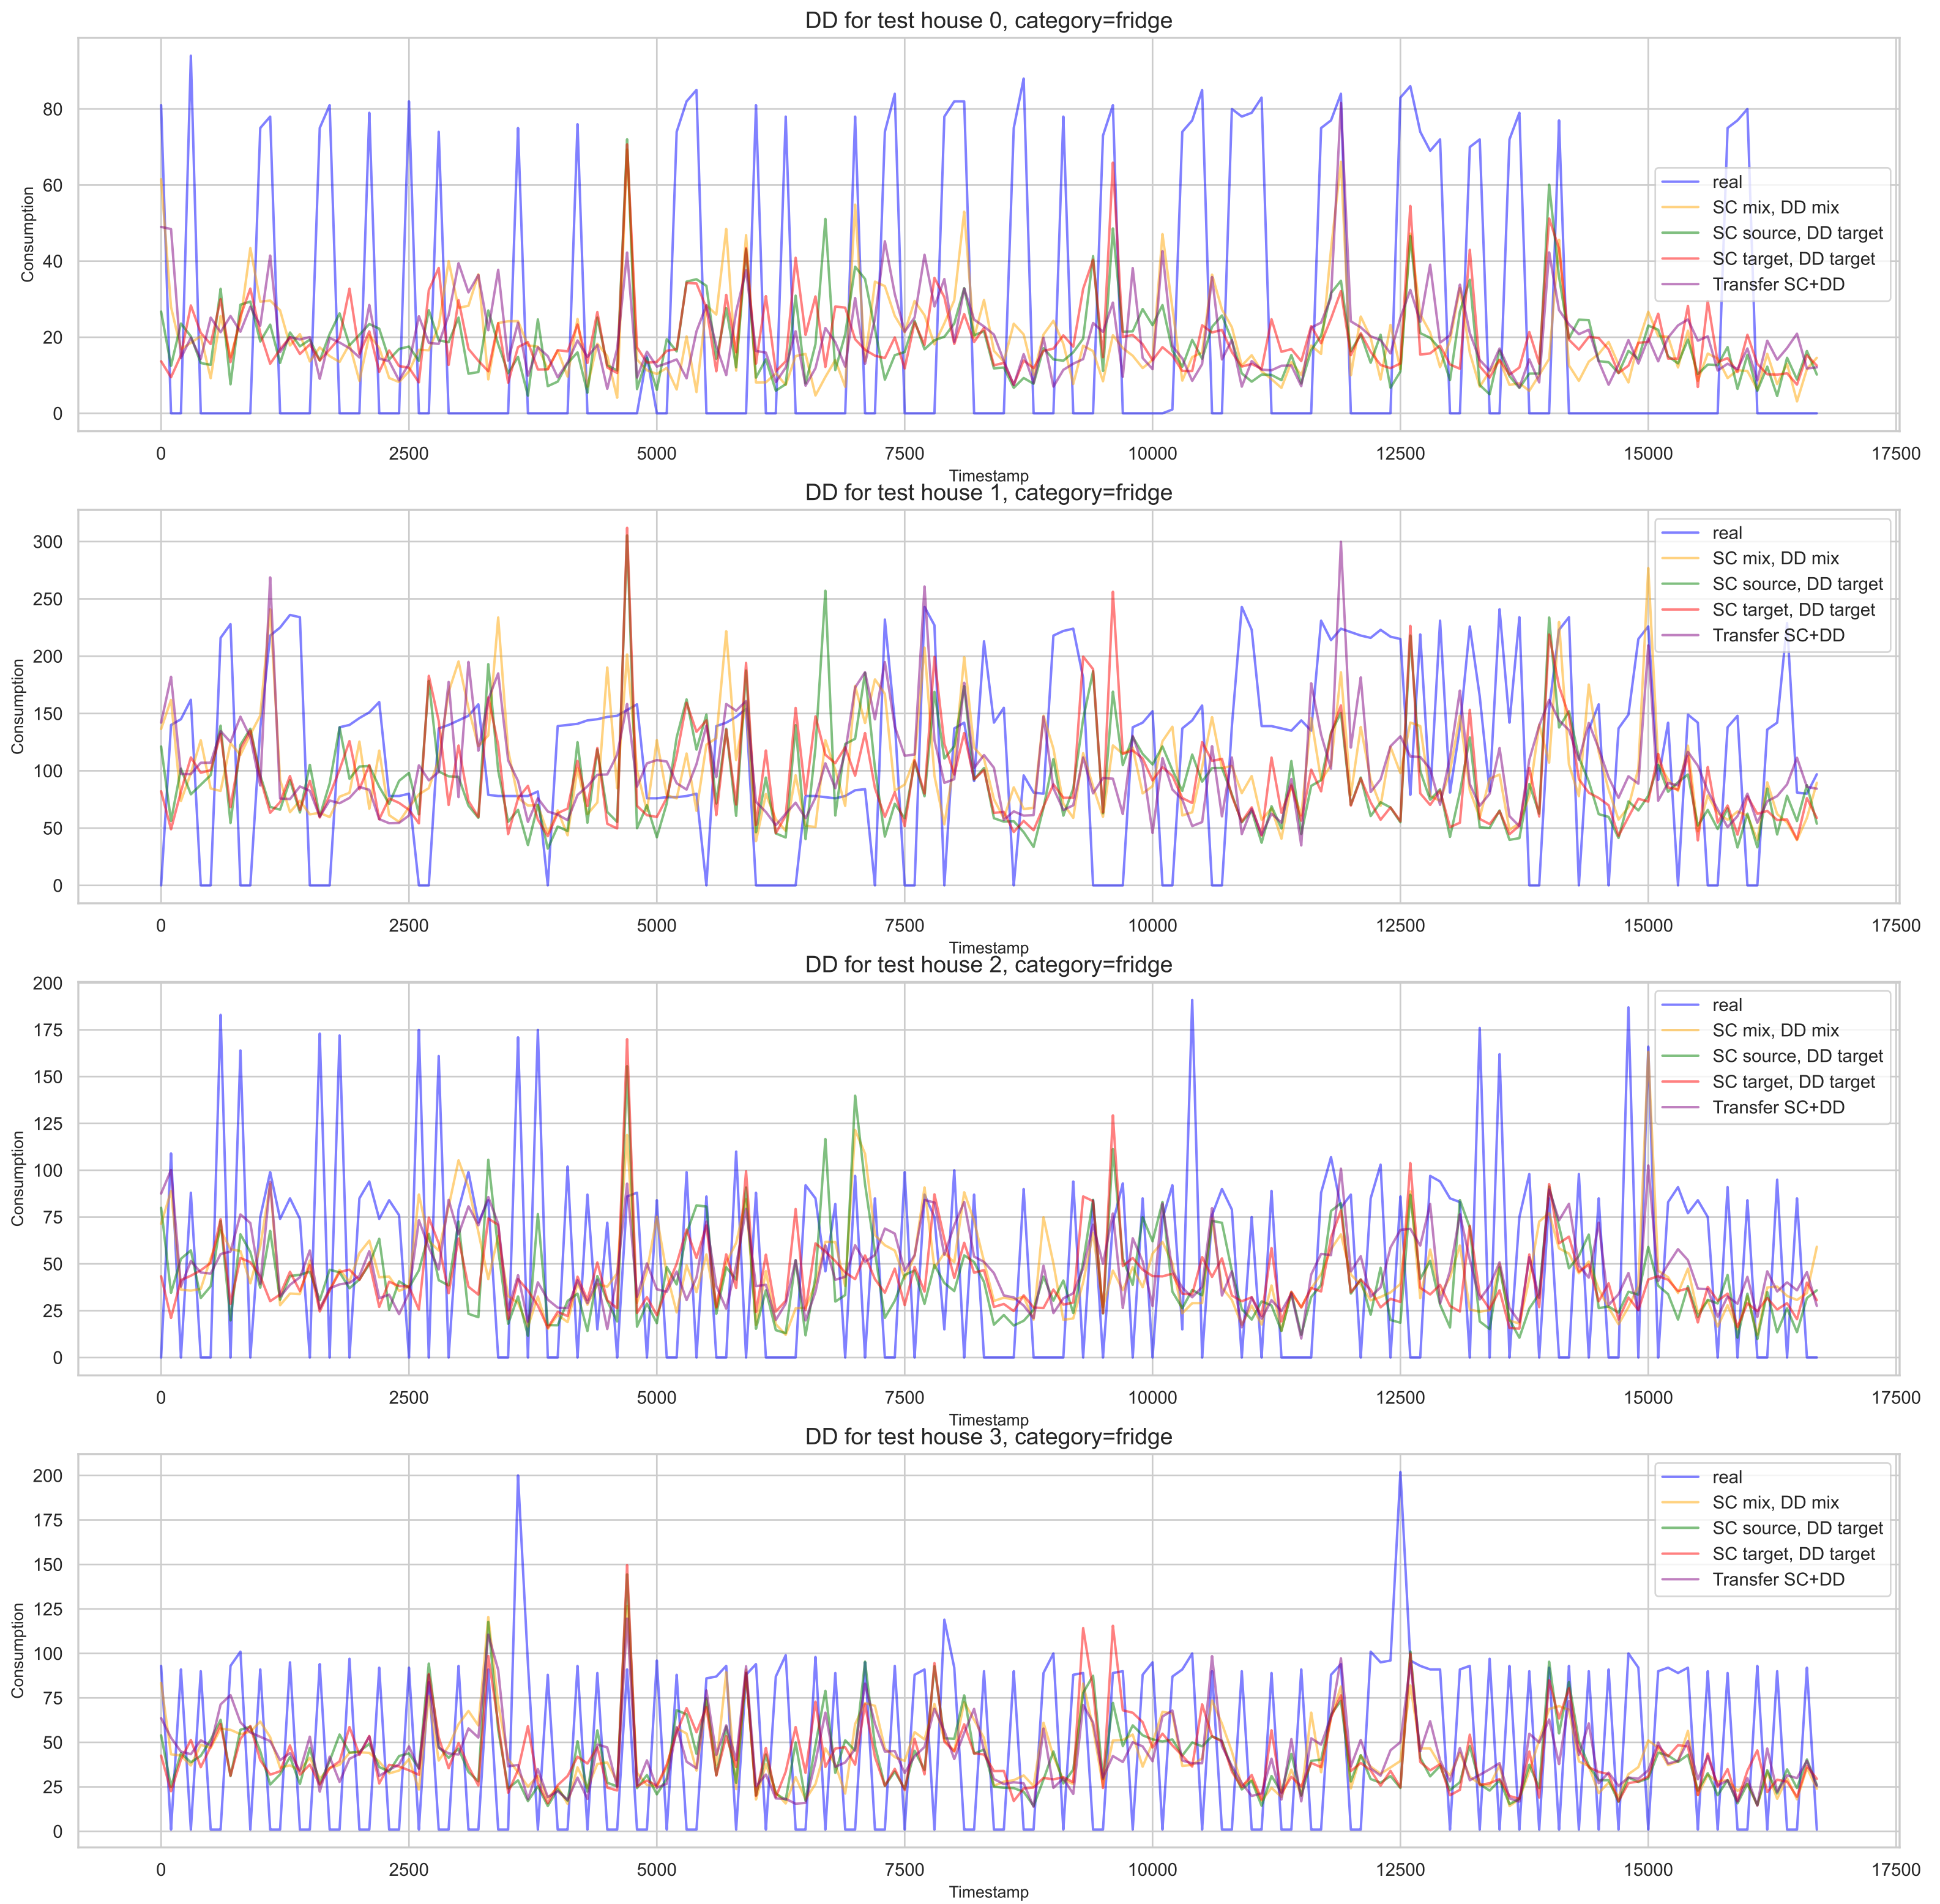 DD for test house 0, category=fridge
Consumption
80
60
40
20
0
real
SC mix, DD mix
SC source, DD target
SC target, DD target
Transfer SC+DD
0 2500 5000 7500 10000 12500 15000 17500
Timestamp
DD for test house 1, category=fridge
Consumption
300
250
200
150
100
50
0
real
SC mix, DD mix
SC source, DD target
SC target, DD target
Transfer SC+DD
0 2500 5000 7500 10000 12500 15000 17500
Timestamp
DD for test house 2, category=fridge
Consumption
200
175
150
125
100
75
50
25
0
real
SC mix, DD mix
SC source, DD target
SC target, DD target
Transfer SC+DD
0 2500 5000 7500 10000 12500 15000 17500
Timestamp
DD for test house 3, category=fridge
Consumption
200
175
150
125
100
75
50
25
0
real
SC mix, DD mix
SC source, DD target
SC target, DD target
Transfer SC+DD
0 2500 5000 7500 10000 12500 15000 17500
Timestamp